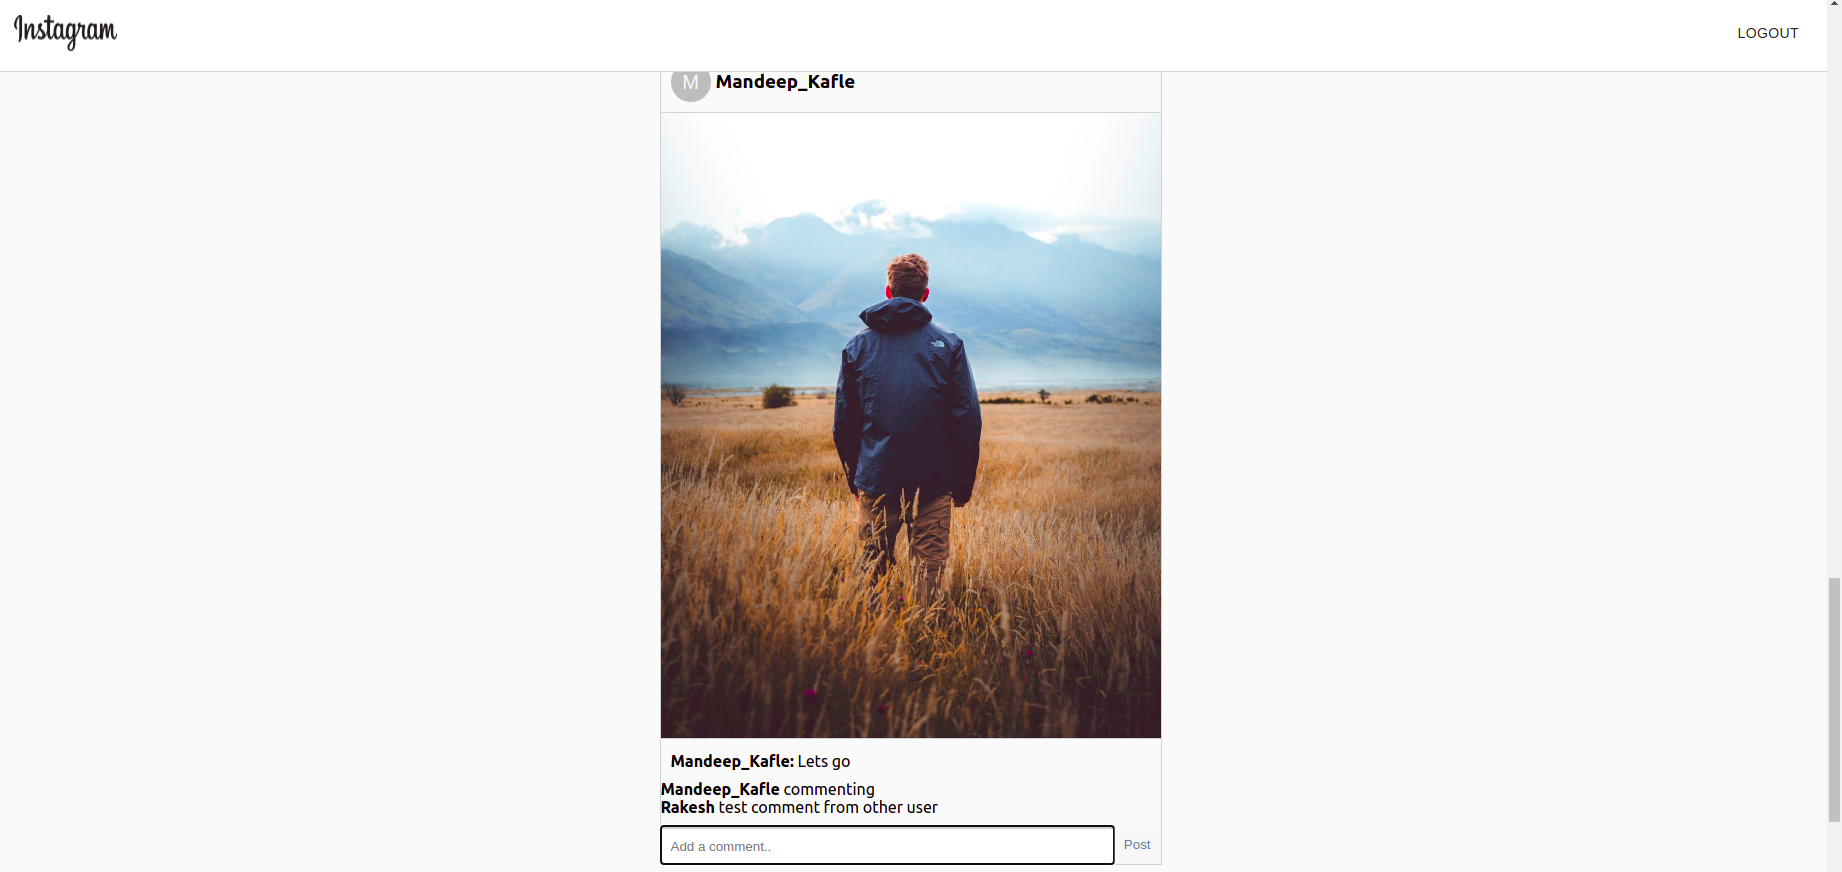 Instagram
LOGOUT
M Mandeep_Kafle
Mandeep_Kafle: Lets go
Mandeep_Kafle commenting
Rakesh test comment from other user
Add a comment.. Post